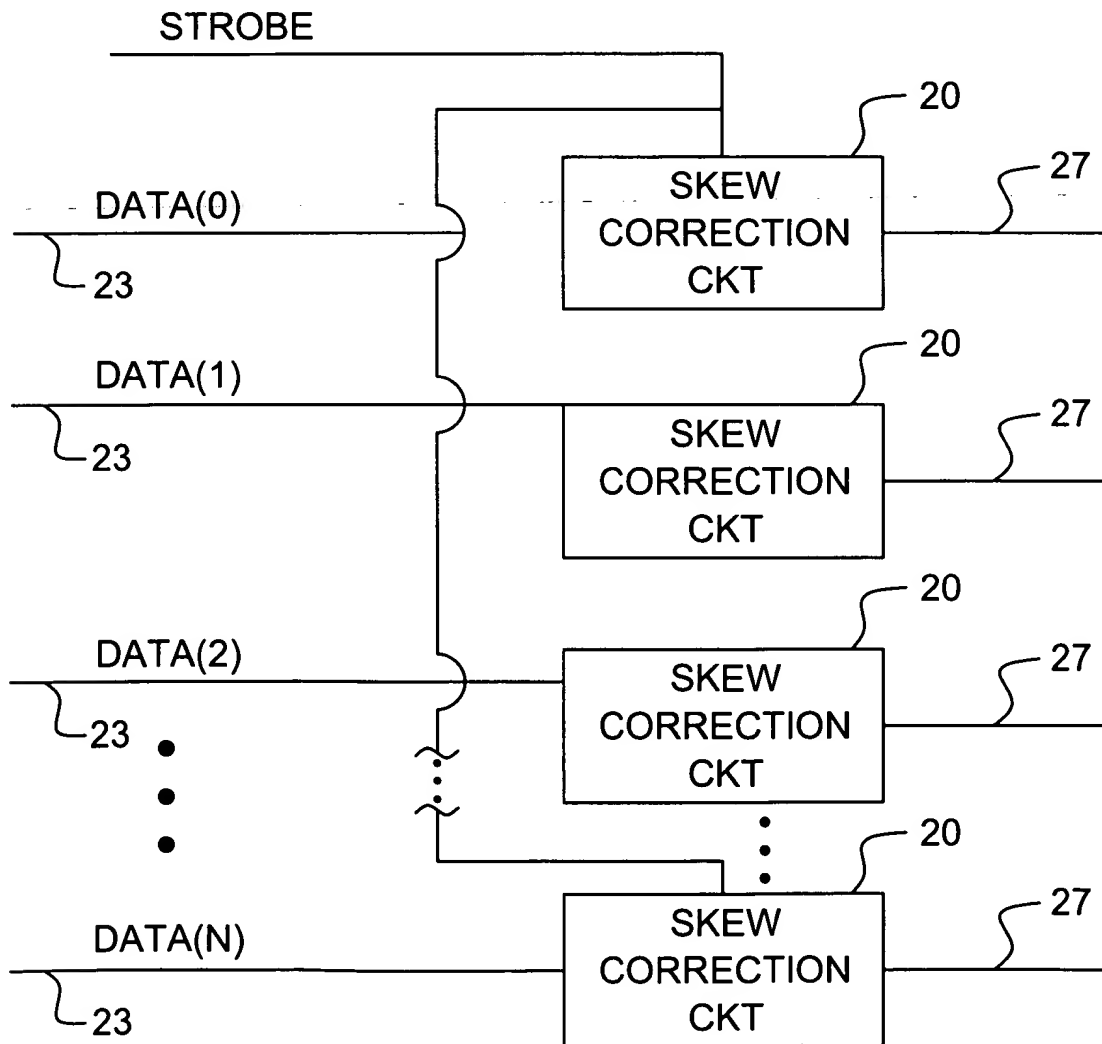 STROBE
20
SKEW
CORRECTION
CKT
27
DATA(0)
23
20
DATA(1)
SKEW
CORRECTION
CKT
27
23
20
DATA(2)
SKEW
CORRECTION
CKT
27
23
20
DATA(N)
SKEW
CORRECTION
CKT
27
23